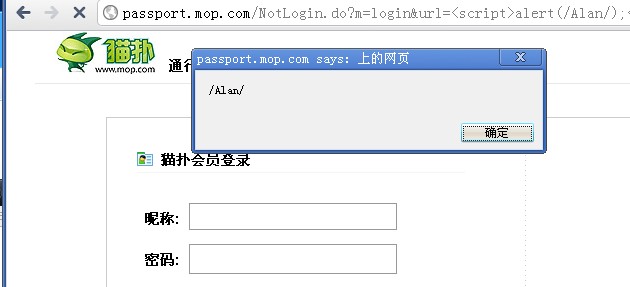 passport.mop.com/NotLogin.do?m=login&url=<script>alert(/Alan/);
猫扑
www.mop.com
通行
passport.mop.com says: 上的网页
/Alan/
确定
猫扑会员登录
昵称:
密码: